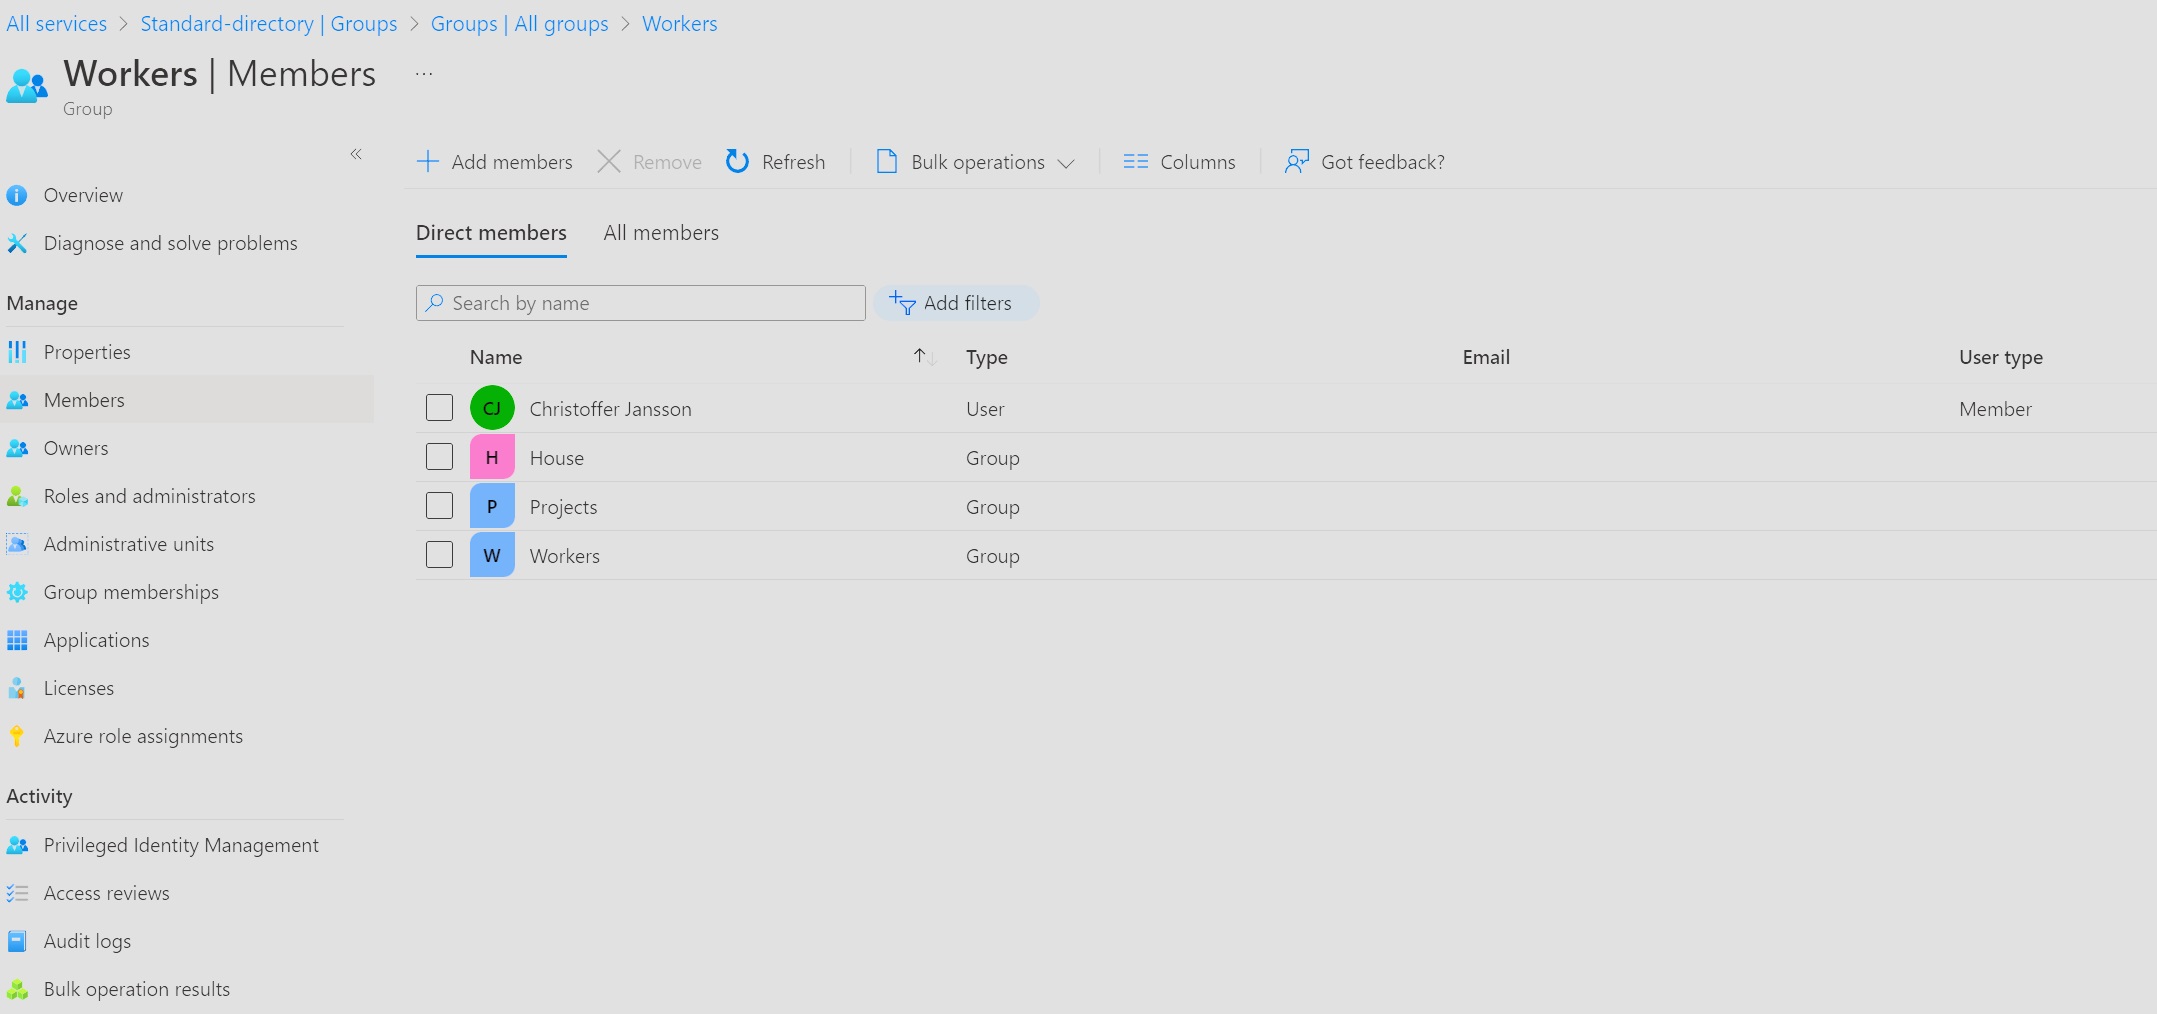 All services > Standard-directory | Groups > Groups | All groups > Workers
Workers | Members ...
Group
«
Add members Remove Refresh Bulk operations Columns Got feedback?
Overview
Diagnose and solve problems
Manage
Properties
Members
Owners
Roles and administrators
Administrative units
Group memberships
Applications
Licenses
Azure role assignments
Activity
Privileged Identity Management
Access reviews
Audit logs
Bulk operation results
Direct members All members
Search by name Add filters
Name Type Email User type
CJ Christoffer Jansson User Member
H House Group
P Projects Group
W Workers Group